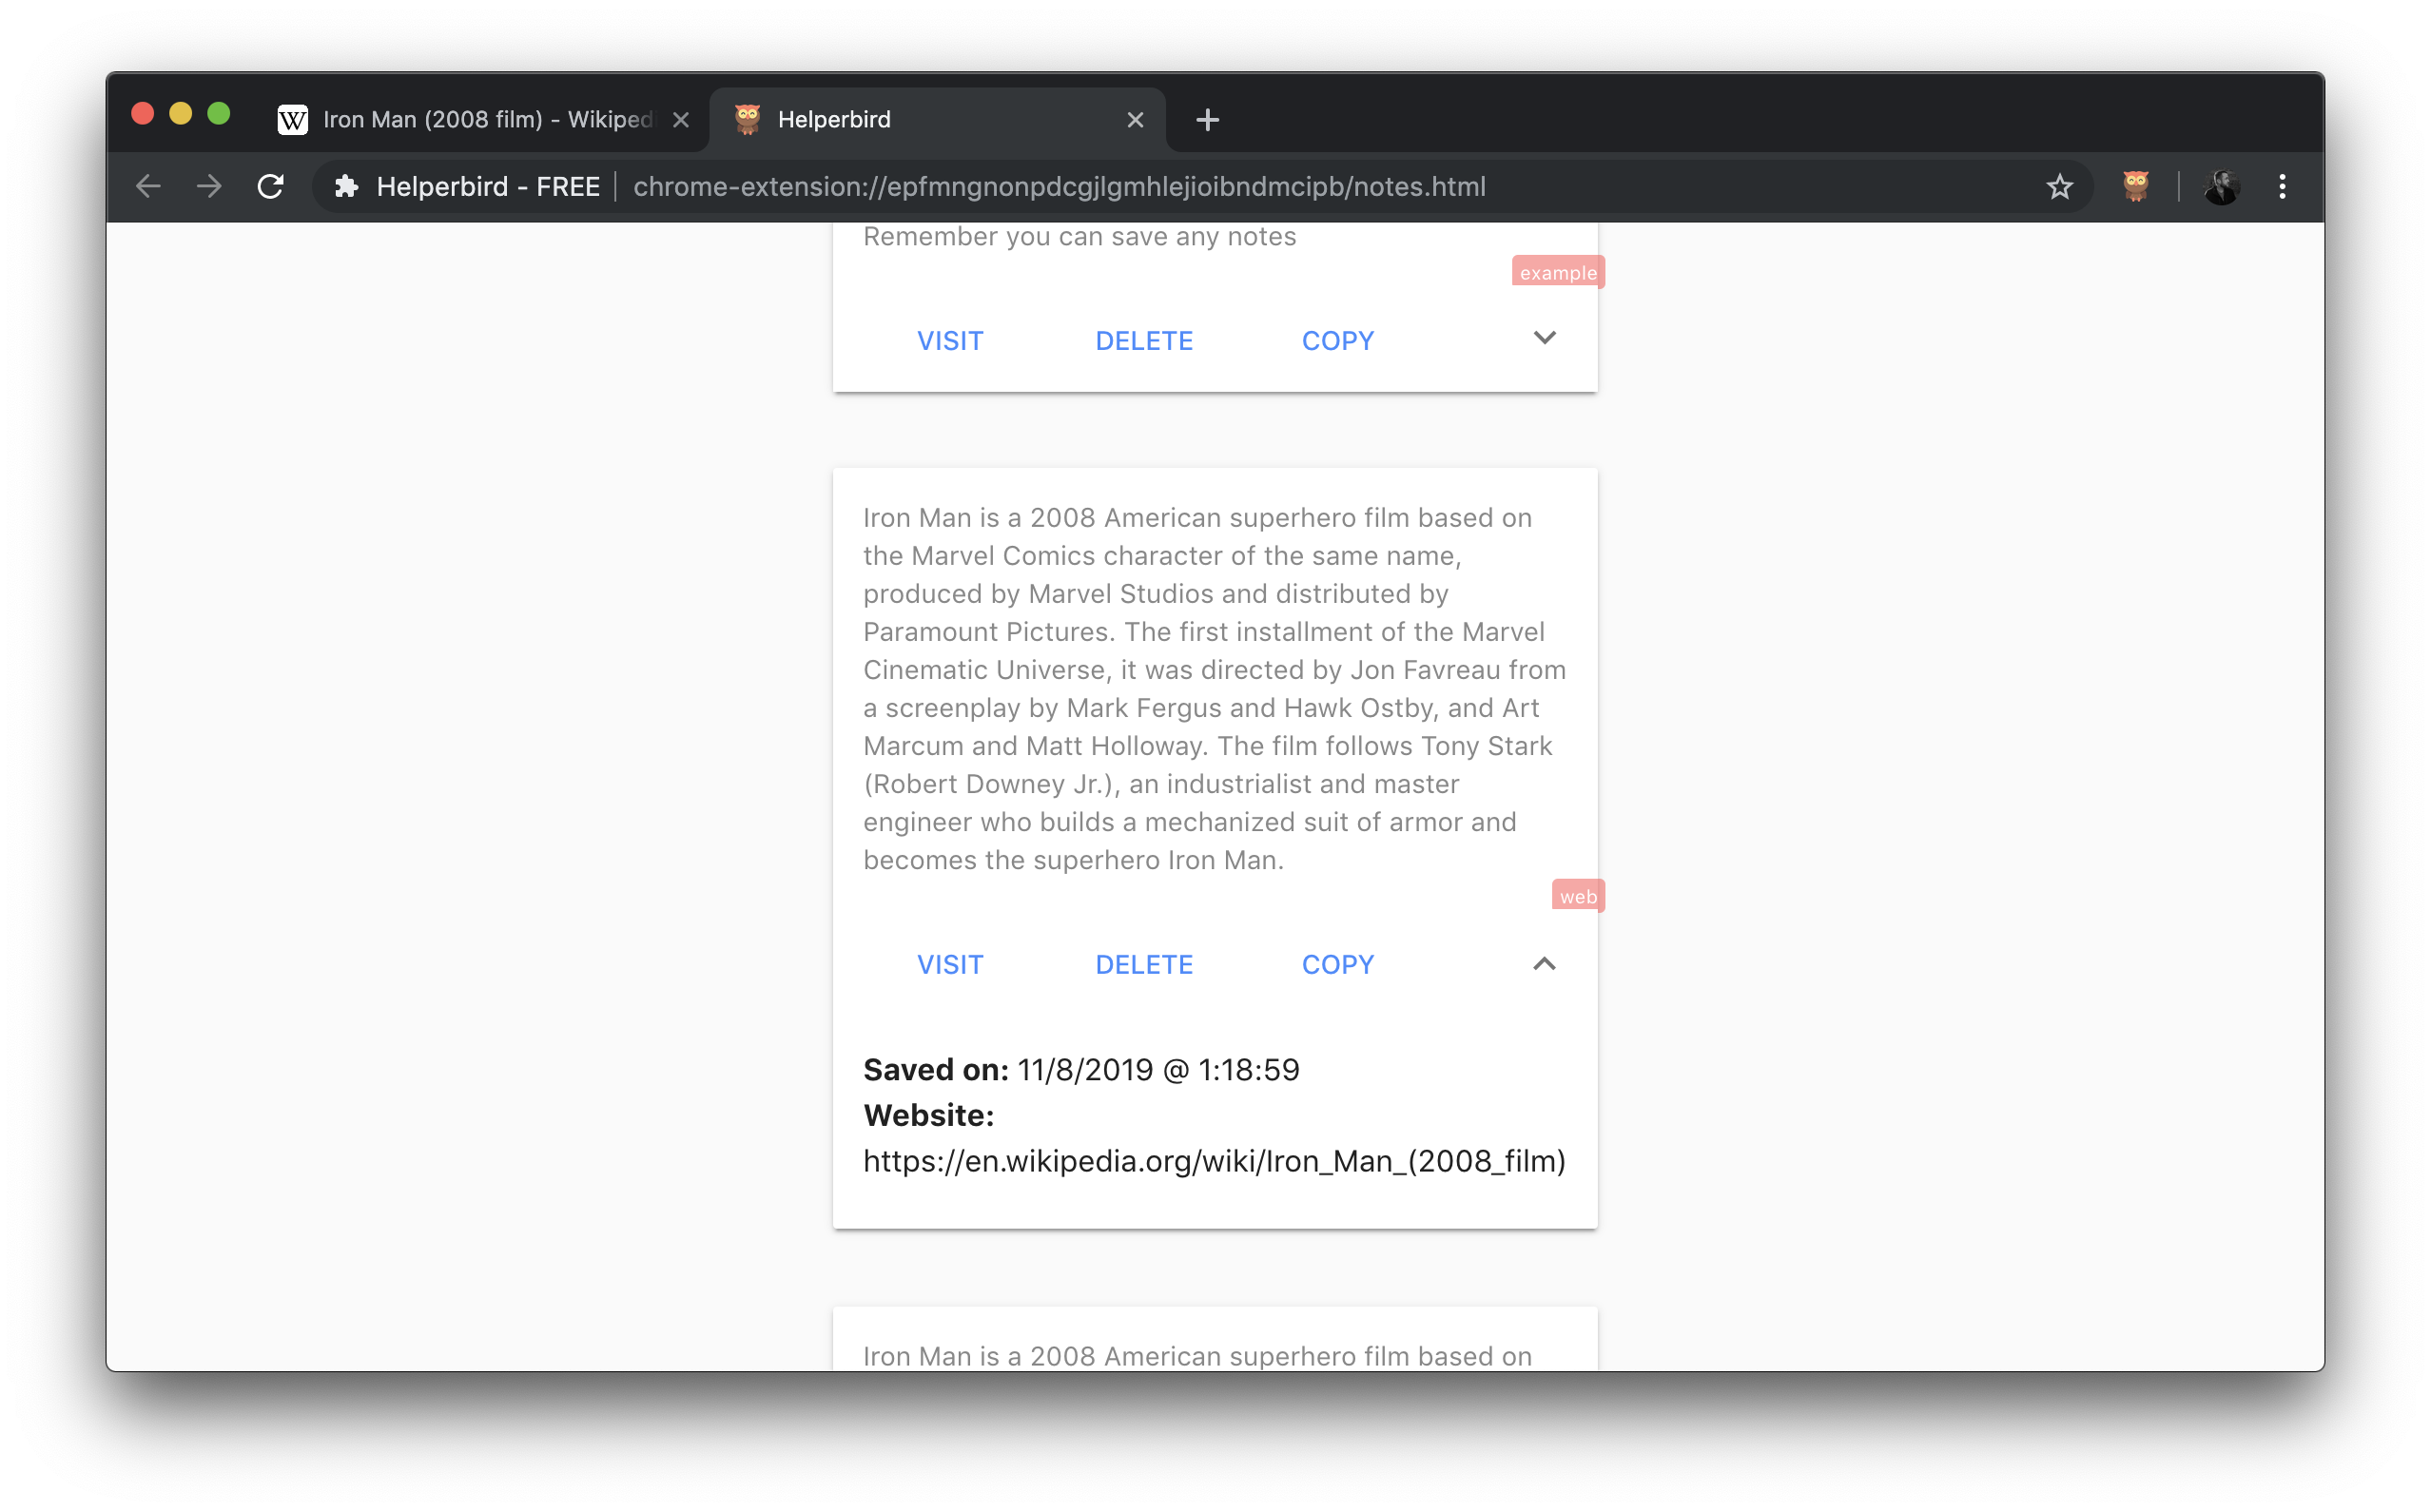 Iron Man (2008 film) - Wikiped
Helperbird
Helperbird - FREE
chrome-extension://epfmngnonpdcgjlgmhlejioibndmcipb/notes.html
Remember you can save any notes
example
VISIT DELETE COPY
Iron Man is a 2008 American superhero film based on
the Marvel Comics character of the same name,
produced by Marvel Studios and distributed by
Paramount Pictures. The first installment of the Marvel
Cinematic Universe, it was directed by Jon Favreau from
a screenplay by Mark Fergus and Hawk Ostby, and Art
Marcum and Matt Holloway. The film follows Tony Stark
(Robert Downey Jr.), an industrialist and master
engineer who builds a mechanized suit of armor and
becomes the superhero Iron Man.
web
VISIT DELETE COPY
Saved on: 11/8/2019 @ 1:18:59
Website:
https://en.wikipedia.org/wiki/Iron_Man_(2008_film)
Iron Man is a 2008 American superhero film based on